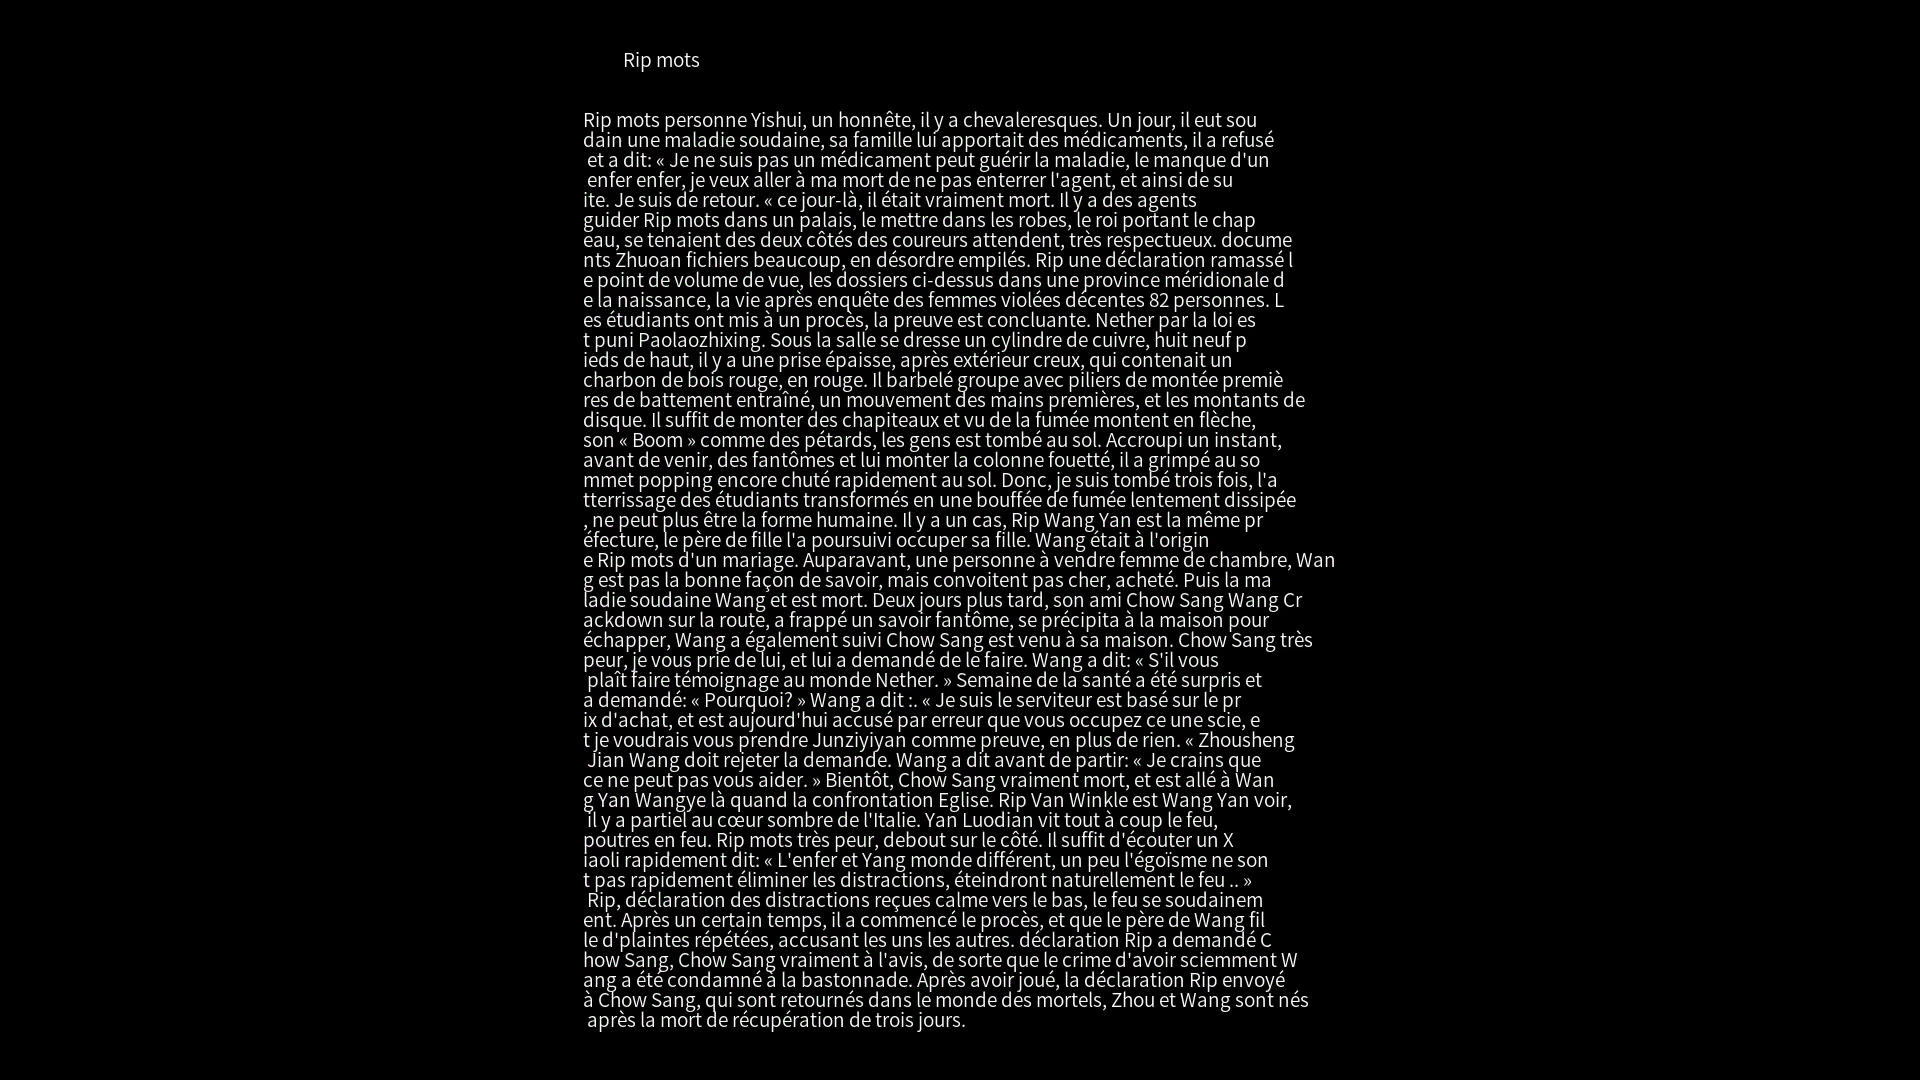 Rip mots
Rip mots personne Yishui, un honnête, il y a chevaleresques. Un jour, il eut sou
dain une maladie soudaine, sa famille lui apportait des médicaments, il a refusé
et a dit: « Je ne suis pas un médicament peut guérir la maladie, le manque d'un
enfer enfer, je veux aller à ma mort de ne pas enterrer l'agent, et ainsi de su
ite. Je suis de retour. « ce jour-là, il était vraiment mort. Il y a des agents
guider Rip mots dans un palais, le mettre dans les robes, le roi portant le chap
eau, se tenaient des deux côtés des coureurs attendent, très respectueux. docume
nts Zhuoan fichiers beaucoup, en désordre empilés. Rip une déclaration ramassé l
e point de volume de vue, les dossiers ci-dessus dans une province méridionale d
e la naissance, la vie après enquête des femmes violées décentes 82 personnes. L
es étudiants ont mis à un procès, la preuve est concluante. Nether par la loi es
t puni Paolaozhixing. Sous la salle se dresse un cylindre de cuivre, huit neuf p
ieds de haut, il y a une prise épaisse, après extérieur creux, qui contenait un
charbon de bois rouge, en rouge. Il barbelé groupe avec piliers de montée premiè
res de battement entraîné, un mouvement des mains premières, et les montants de
disque. Il suffit de monter des chapiteaux et vu de la fumée montent en flèche,
son « Boom » comme des pétards, les gens est tombé au sol. Accroupi un instant,
avant de venir, des fantômes et lui monter la colonne fouetté, il a grimpé au so
mmet popping encore chuté rapidement au sol. Donc, je suis tombé trois fois, l'a
tterrissage des étudiants transformés en une bouffée de fumée lentement dissipée
, ne peut plus être la forme humaine. Il y a un cas, Rip Wang Yan est la même pr
éfecture, le père de fille l'a poursuivi occuper sa fille. Wang était à l'origin
e Rip mots d'un mariage. Auparavant, une personne à vendre femme de chambre, Wan
g est pas la bonne façon de savoir, mais convoitent pas cher, acheté. Puis la ma
ladie soudaine Wang et est mort. Deux jours plus tard, son ami Chow Sang Wang Cr
ackdown sur la route, a frappé un savoir fantôme, se précipita à la maison pour
échapper, Wang a également suivi Chow Sang est venu à sa maison. Chow Sang très
peur, je vous prie de lui, et lui a demandé de le faire. Wang a dit: « S'il vous
plaît faire témoignage au monde Nether. » Semaine de la santé a été surpris et
a demandé: « Pourquoi? » Wang a dit :. « Je suis le serviteur est basé sur le pr
ix d'achat, et est aujourd'hui accusé par erreur que vous occupez ce une scie, e
t je voudrais vous prendre Junziyiyan comme preuve, en plus de rien. « Zhousheng
Jian Wang doit rejeter la demande. Wang a dit avant de partir: « Je crains que
ce ne peut pas vous aider. » Bientôt, Chow Sang vraiment mort, et est allé à Wan
g Yan Wangye là quand la confrontation Eglise. Rip Van Winkle est Wang Yan voir,
il y a partiel au cœur sombre de l'Italie. Yan Luodian vit tout à coup le feu,
poutres en feu. Rip mots très peur, debout sur le côté. Il suffit d'écouter un X
iaoli rapidement dit: « L'enfer et Yang monde différent, un peu l'égoïsme ne son
t pas rapidement éliminer les distractions, éteindront naturellement le feu .. »
Rip, déclaration des distractions reçues calme vers le bas, le feu se soudainem
ent. Après un certain temps, il a commencé le procès, et que le père de Wang fil
le d'plaintes répétées, accusant les uns les autres. déclaration Rip a demandé C
how Sang, Chow Sang vraiment à l'avis, de sorte que le crime d'avoir sciemment W
ang a été condamné à la bastonnade. Après avoir joué, la déclaration Rip envoyé
à Chow Sang, qui sont retournés dans le monde des mortels, Zhou et Wang sont nés
après la mort de récupération de trois jours.